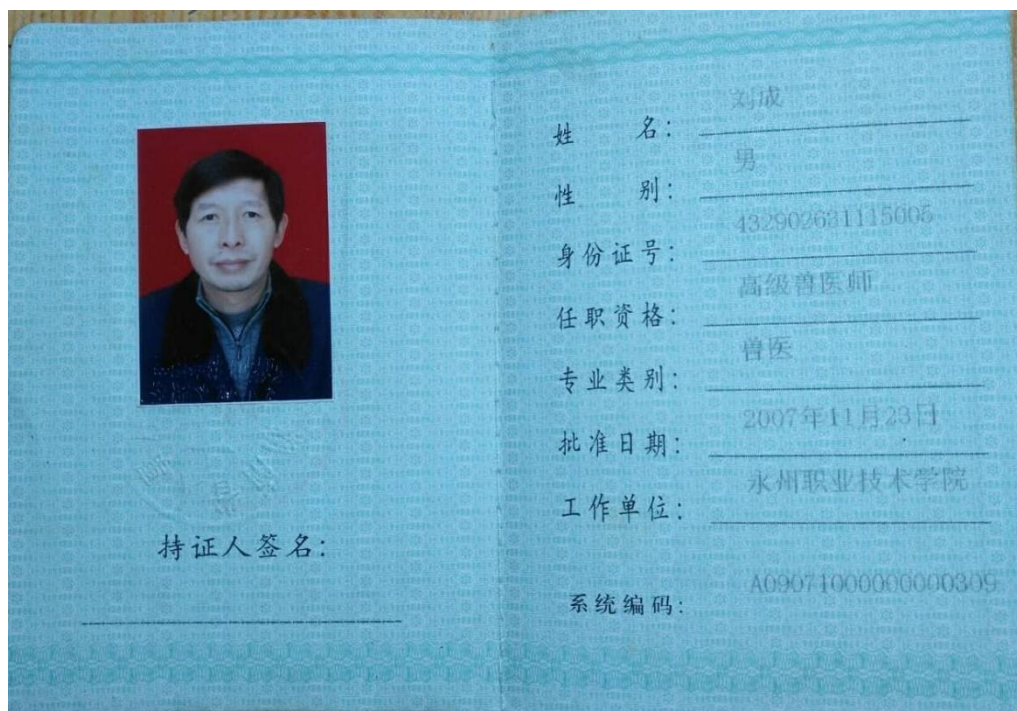 持证人签名:
刘成
姓 名:
男
性 别:
432902631115005
身份证号:
高级兽医师
任职资格:
兽医
专业类别:
2007年11月23日
批准日期:
永州职业技术学院
工作单位:
A09071000000000309
系统编码: